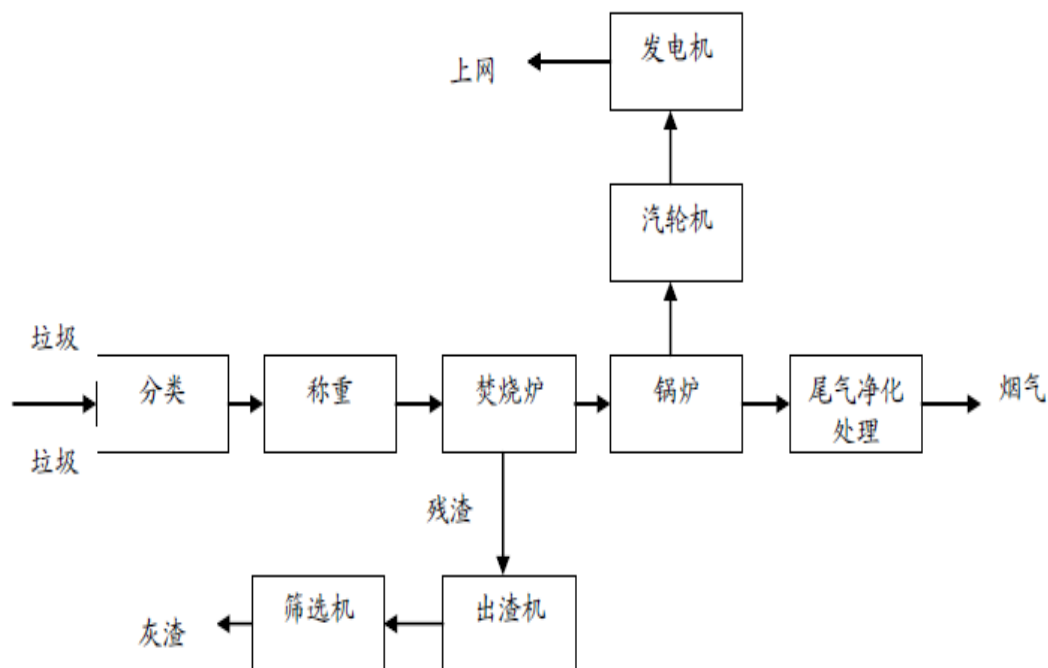 发电机
上网
汽轮机
垃圾
分类
称重
焚烧炉
锅炉
尾气净化
处理
烟气
垃圾
残渣
筛选机
出渣机
灰渣